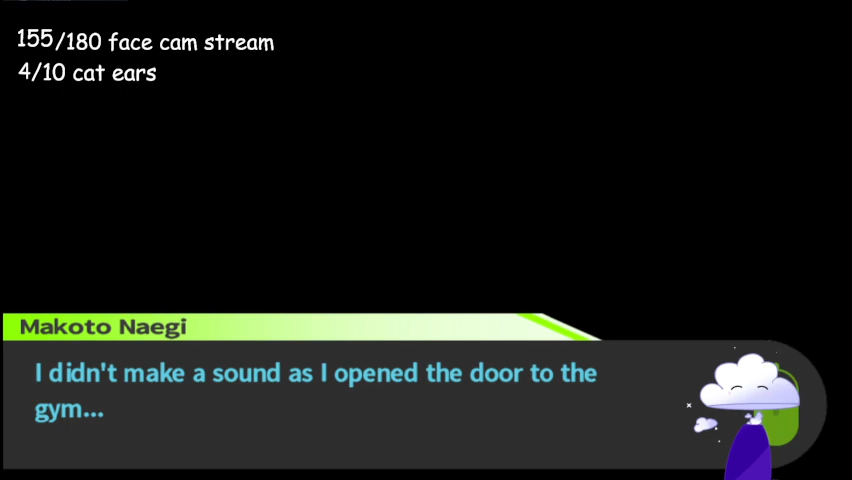 155/180 face cam stream
4/10 cat ears
Makoto Naegi
I didn't make a sound as I opened the door to the
gym...